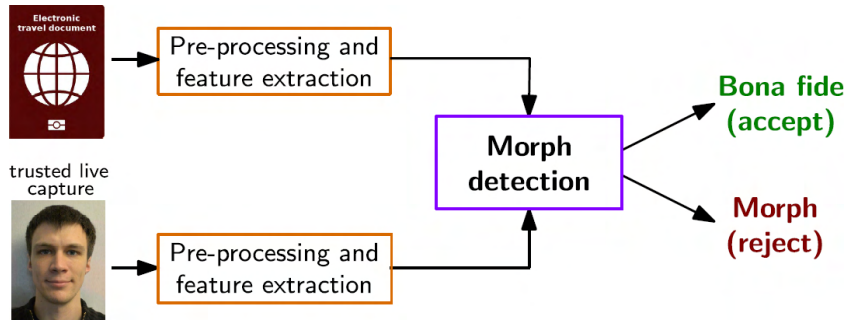 Electronic
travel document
Pre-processing and
feature extraction
Bona fide
(accept)
Morph
detection
trusted live
capture
Morph
(reject)
Pre-processing and
feature extraction